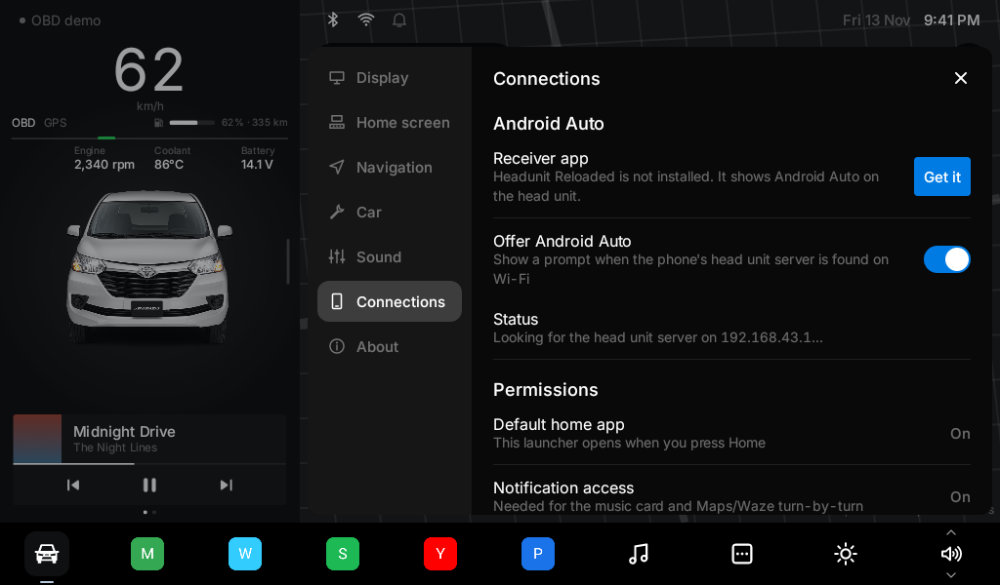 OBD demo
Fri 13 Nov 9:41 PM
62
km/h
OBD GPS 62% · 335 km
Engine Coolant Battery
2,340 rpm 86°C 14.1 V
Midnight Drive
The Night Lines
Display
Home screen
Navigation
Car
Sound
Connections
About
Connections
Android Auto
Receiver app
Headunit Reloaded is not installed. It shows Android Auto on
the head unit.
Get it
Offer Android Auto
Show a prompt when the phone's head unit server is found on
Wi-Fi
Status
Looking for the head unit server on 192.168.43.1...
Permissions
Default home app
This launcher opens when you press Home
On
Notification access
Needed for the music card and Maps/Waze turn-by-turn
On
M W S Y P